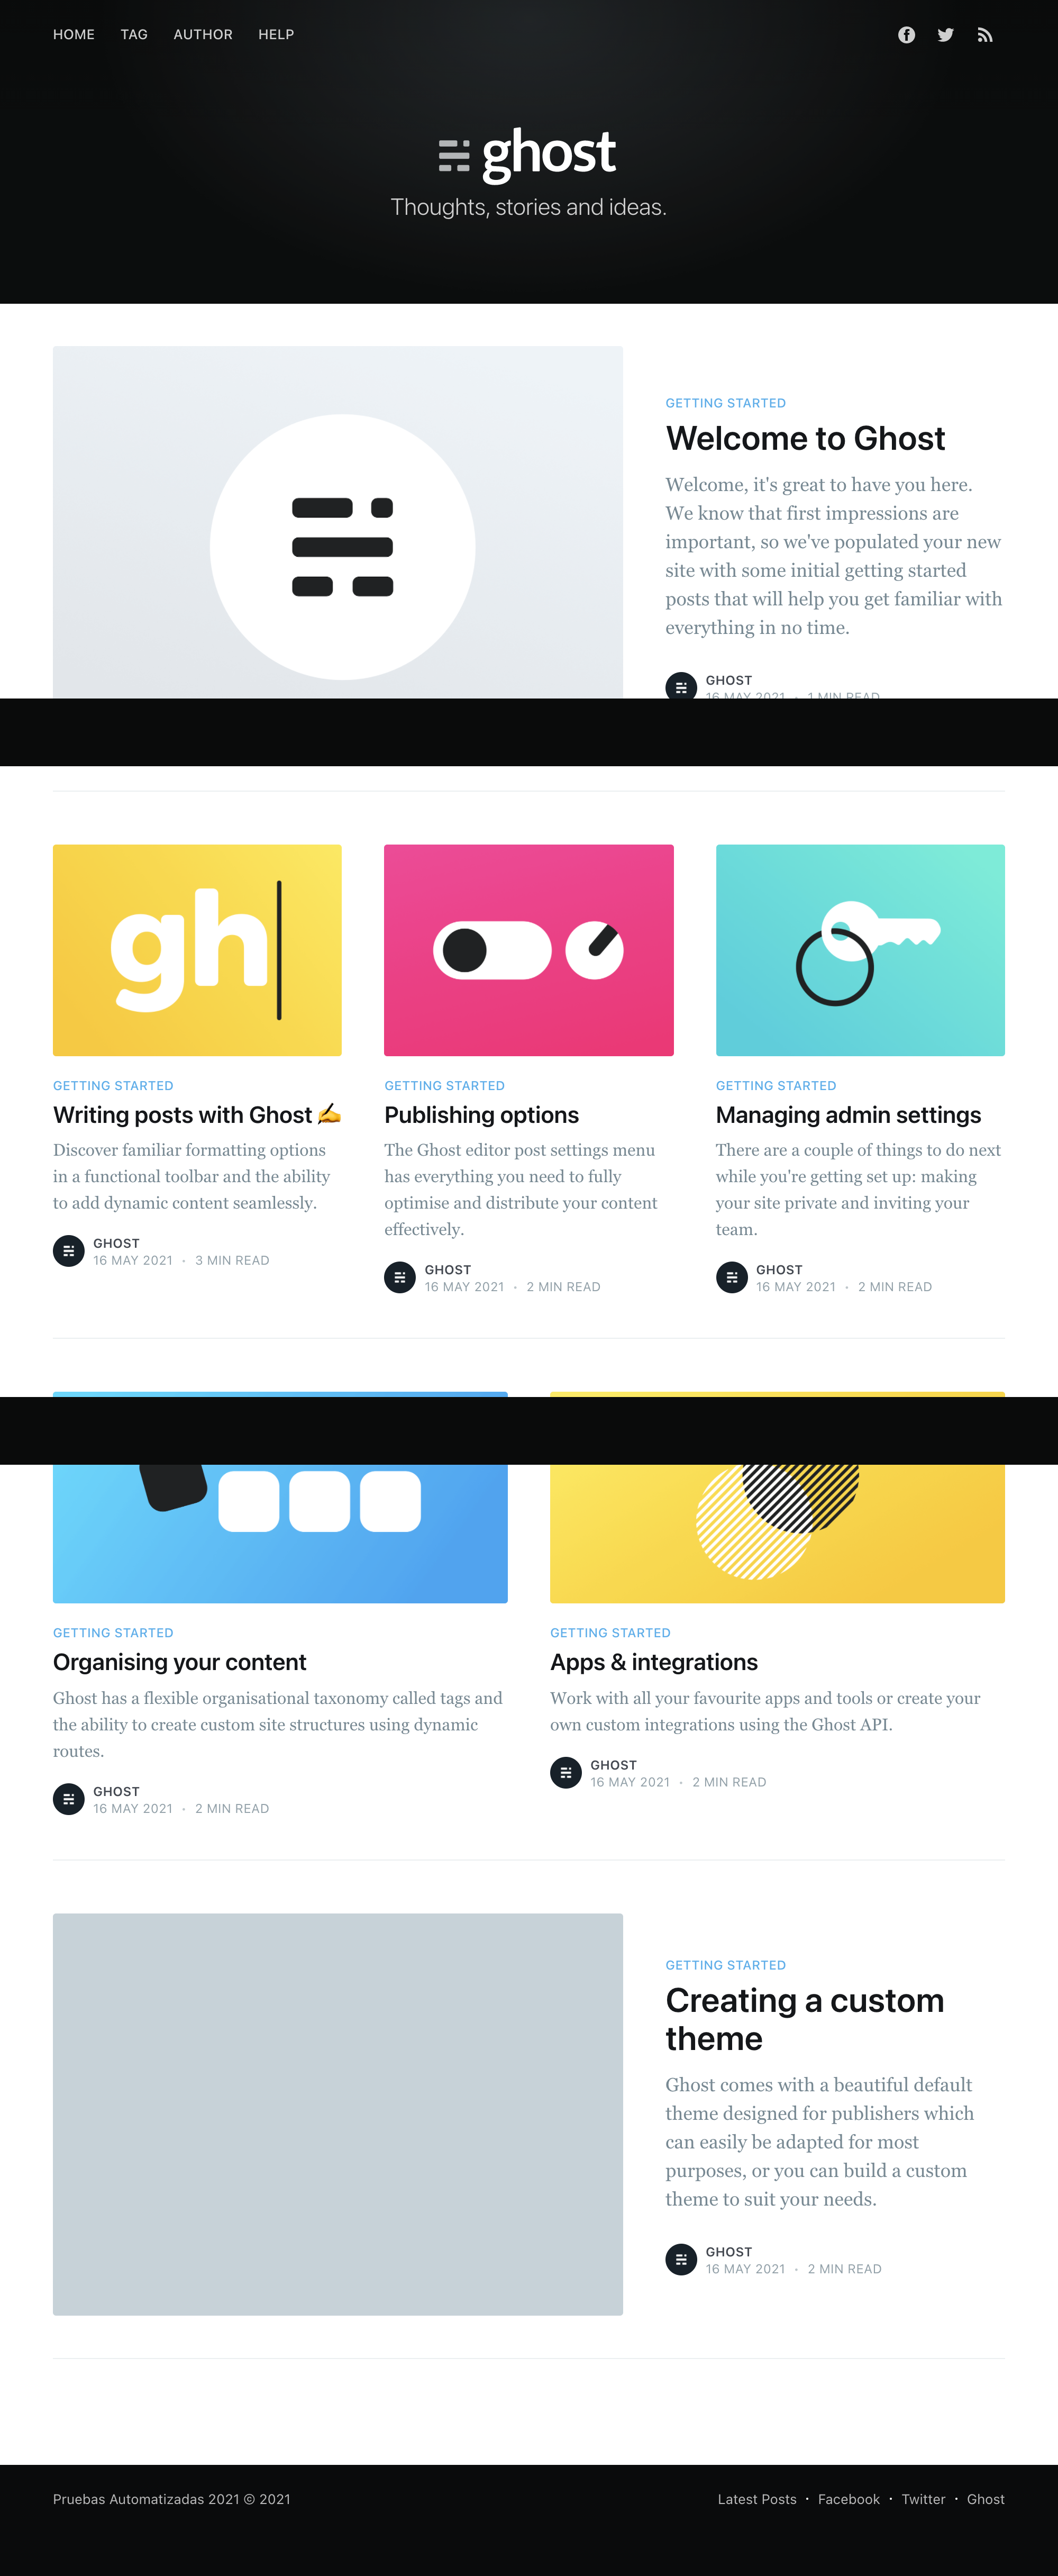 HOME TAG AUTHOR HELP
ghost
Thoughts, stories and ideas.
GETTING STARTED
Welcome to Ghost
Welcome, it's great to have you here.
We know that first impressions are
important, so we've populated your new
site with some initial getting started
posts that will help you get familiar with
everything in no time.
GHOST
16 MAY 2021 • 1 MIN READ
gh
GETTING STARTED
Writing posts with Ghost ✍️
Discover familiar formatting options
in a functional toolbar and the ability
to add dynamic content seamlessly.
GHOST
16 MAY 2021 • 3 MIN READ
GETTING STARTED
Publishing options
The Ghost editor post settings menu
has everything you need to fully
optimise and distribute your content
effectively.
GHOST
16 MAY 2021 • 2 MIN READ
GETTING STARTED
Managing admin settings
There are a couple of things to do next
while you're getting set up: making
your site private and inviting your
team.
GHOST
16 MAY 2021 • 2 MIN READ
GETTING STARTED
Organising your content
Ghost has a flexible organisational taxonomy called tags and
the ability to create custom site structures using dynamic
routes.
GHOST
16 MAY 2021 • 2 MIN READ
GETTING STARTED
Apps & integrations
Work with all your favourite apps and tools or create your
own custom integrations using the Ghost API.
GHOST
16 MAY 2021 • 2 MIN READ
GETTING STARTED
Creating a custom
theme
Ghost comes with a beautiful default
theme designed for publishers which
can easily be adapted for most
purposes, or you can build a custom
theme to suit your needs.
GHOST
16 MAY 2021 • 2 MIN READ
Pruebas Automatizadas 2021 © 2021
Latest Posts • Facebook • Twitter • Ghost